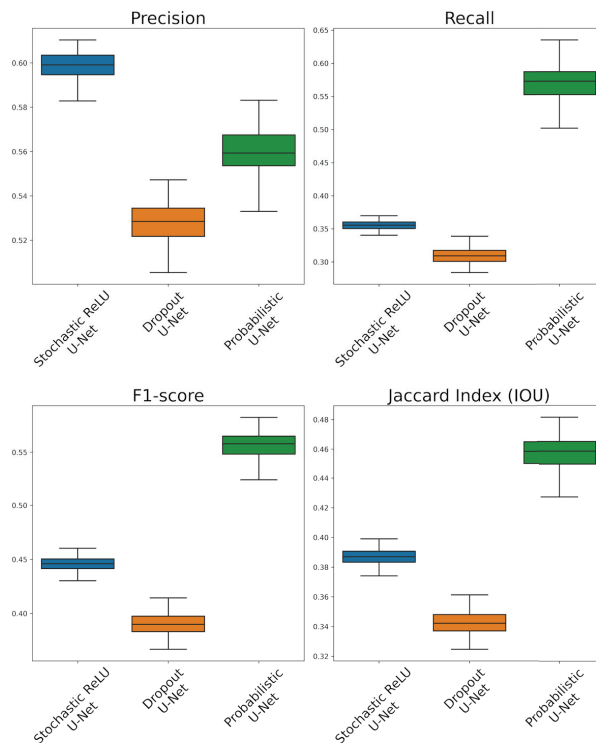 Precision
0.60
0.58
0.56
0.54
0.52
Stochastic ReLU
U-Net
Dropout
U-Net
Probabilistic
U-Net
Recall
0.65
0.60
0.55
0.50
0.45
0.40
0.35
0.30
Stochastic ReLU
U-Net
Dropout
U-Net
Probabilistic
U-Net
F1-score
0.55
0.50
0.45
0.40
Stochastic ReLU
U-Net
Dropout
U-Net
Probabilistic
U-Net
Jaccard Index (IOU)
0.48
0.46
0.44
0.42
0.40
0.38
0.36
0.34
0.32
Stochastic ReLU
U-Net
Dropout
U-Net
Probabilistic
U-Net